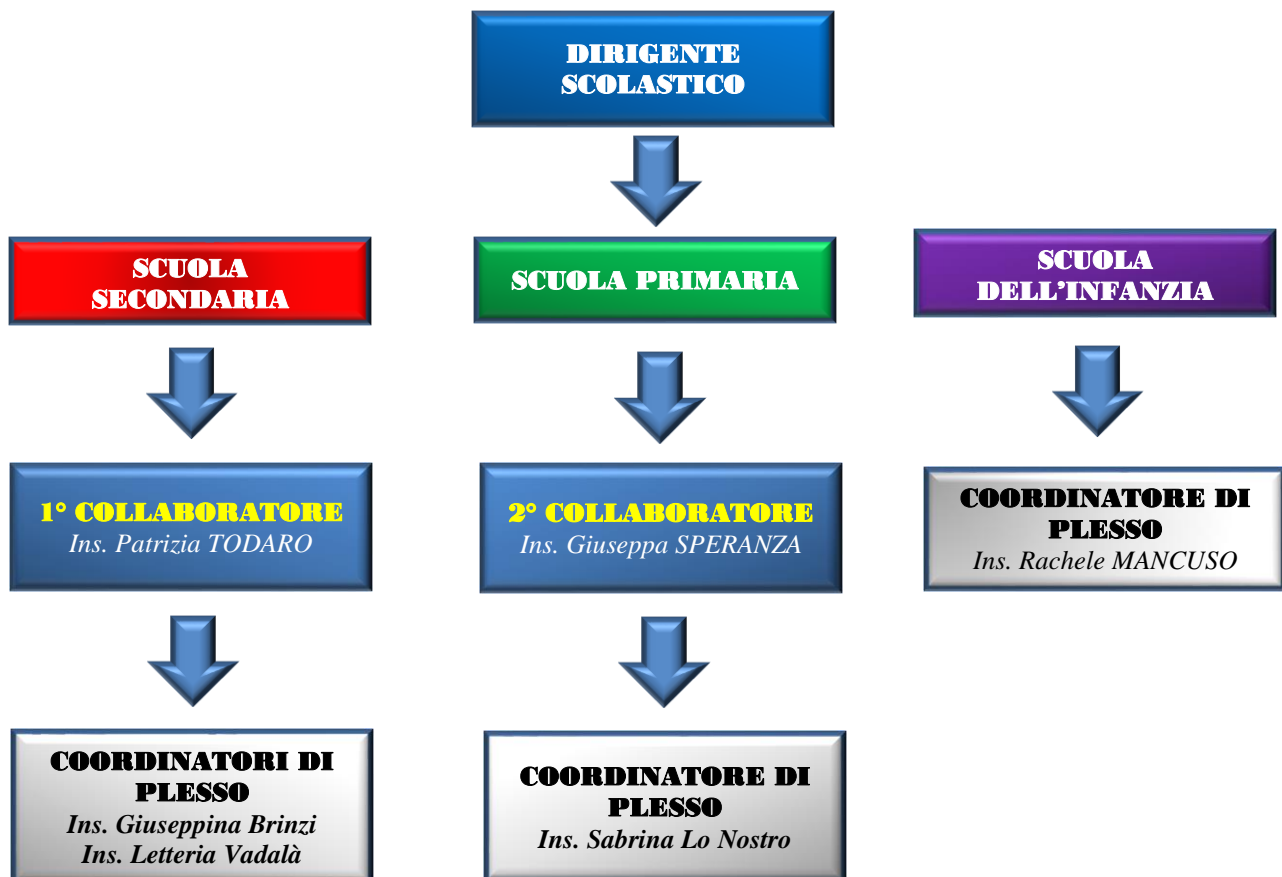 DIRIGENTE
SCOLASTICO
SCUOLA
SECONDARIA
SCUOLA PRIMARIA
SCUOLA
DELL'INFANZIA
1° COLLABORATORE
Ins. Patrizia TODARO
2° COLLABORATORE
Ins. Giuseppa SPERANZA
COORDINATORE DI
PLESSO
Ins. Rachele MANCUSO
COORDINATORI DI
PLESSO
Ins. Giuseppina Brinzi
Ins. Letteria Vadalà
COORDINATORE DI
PLESSO
Ins. Sabrina Lo Nostro